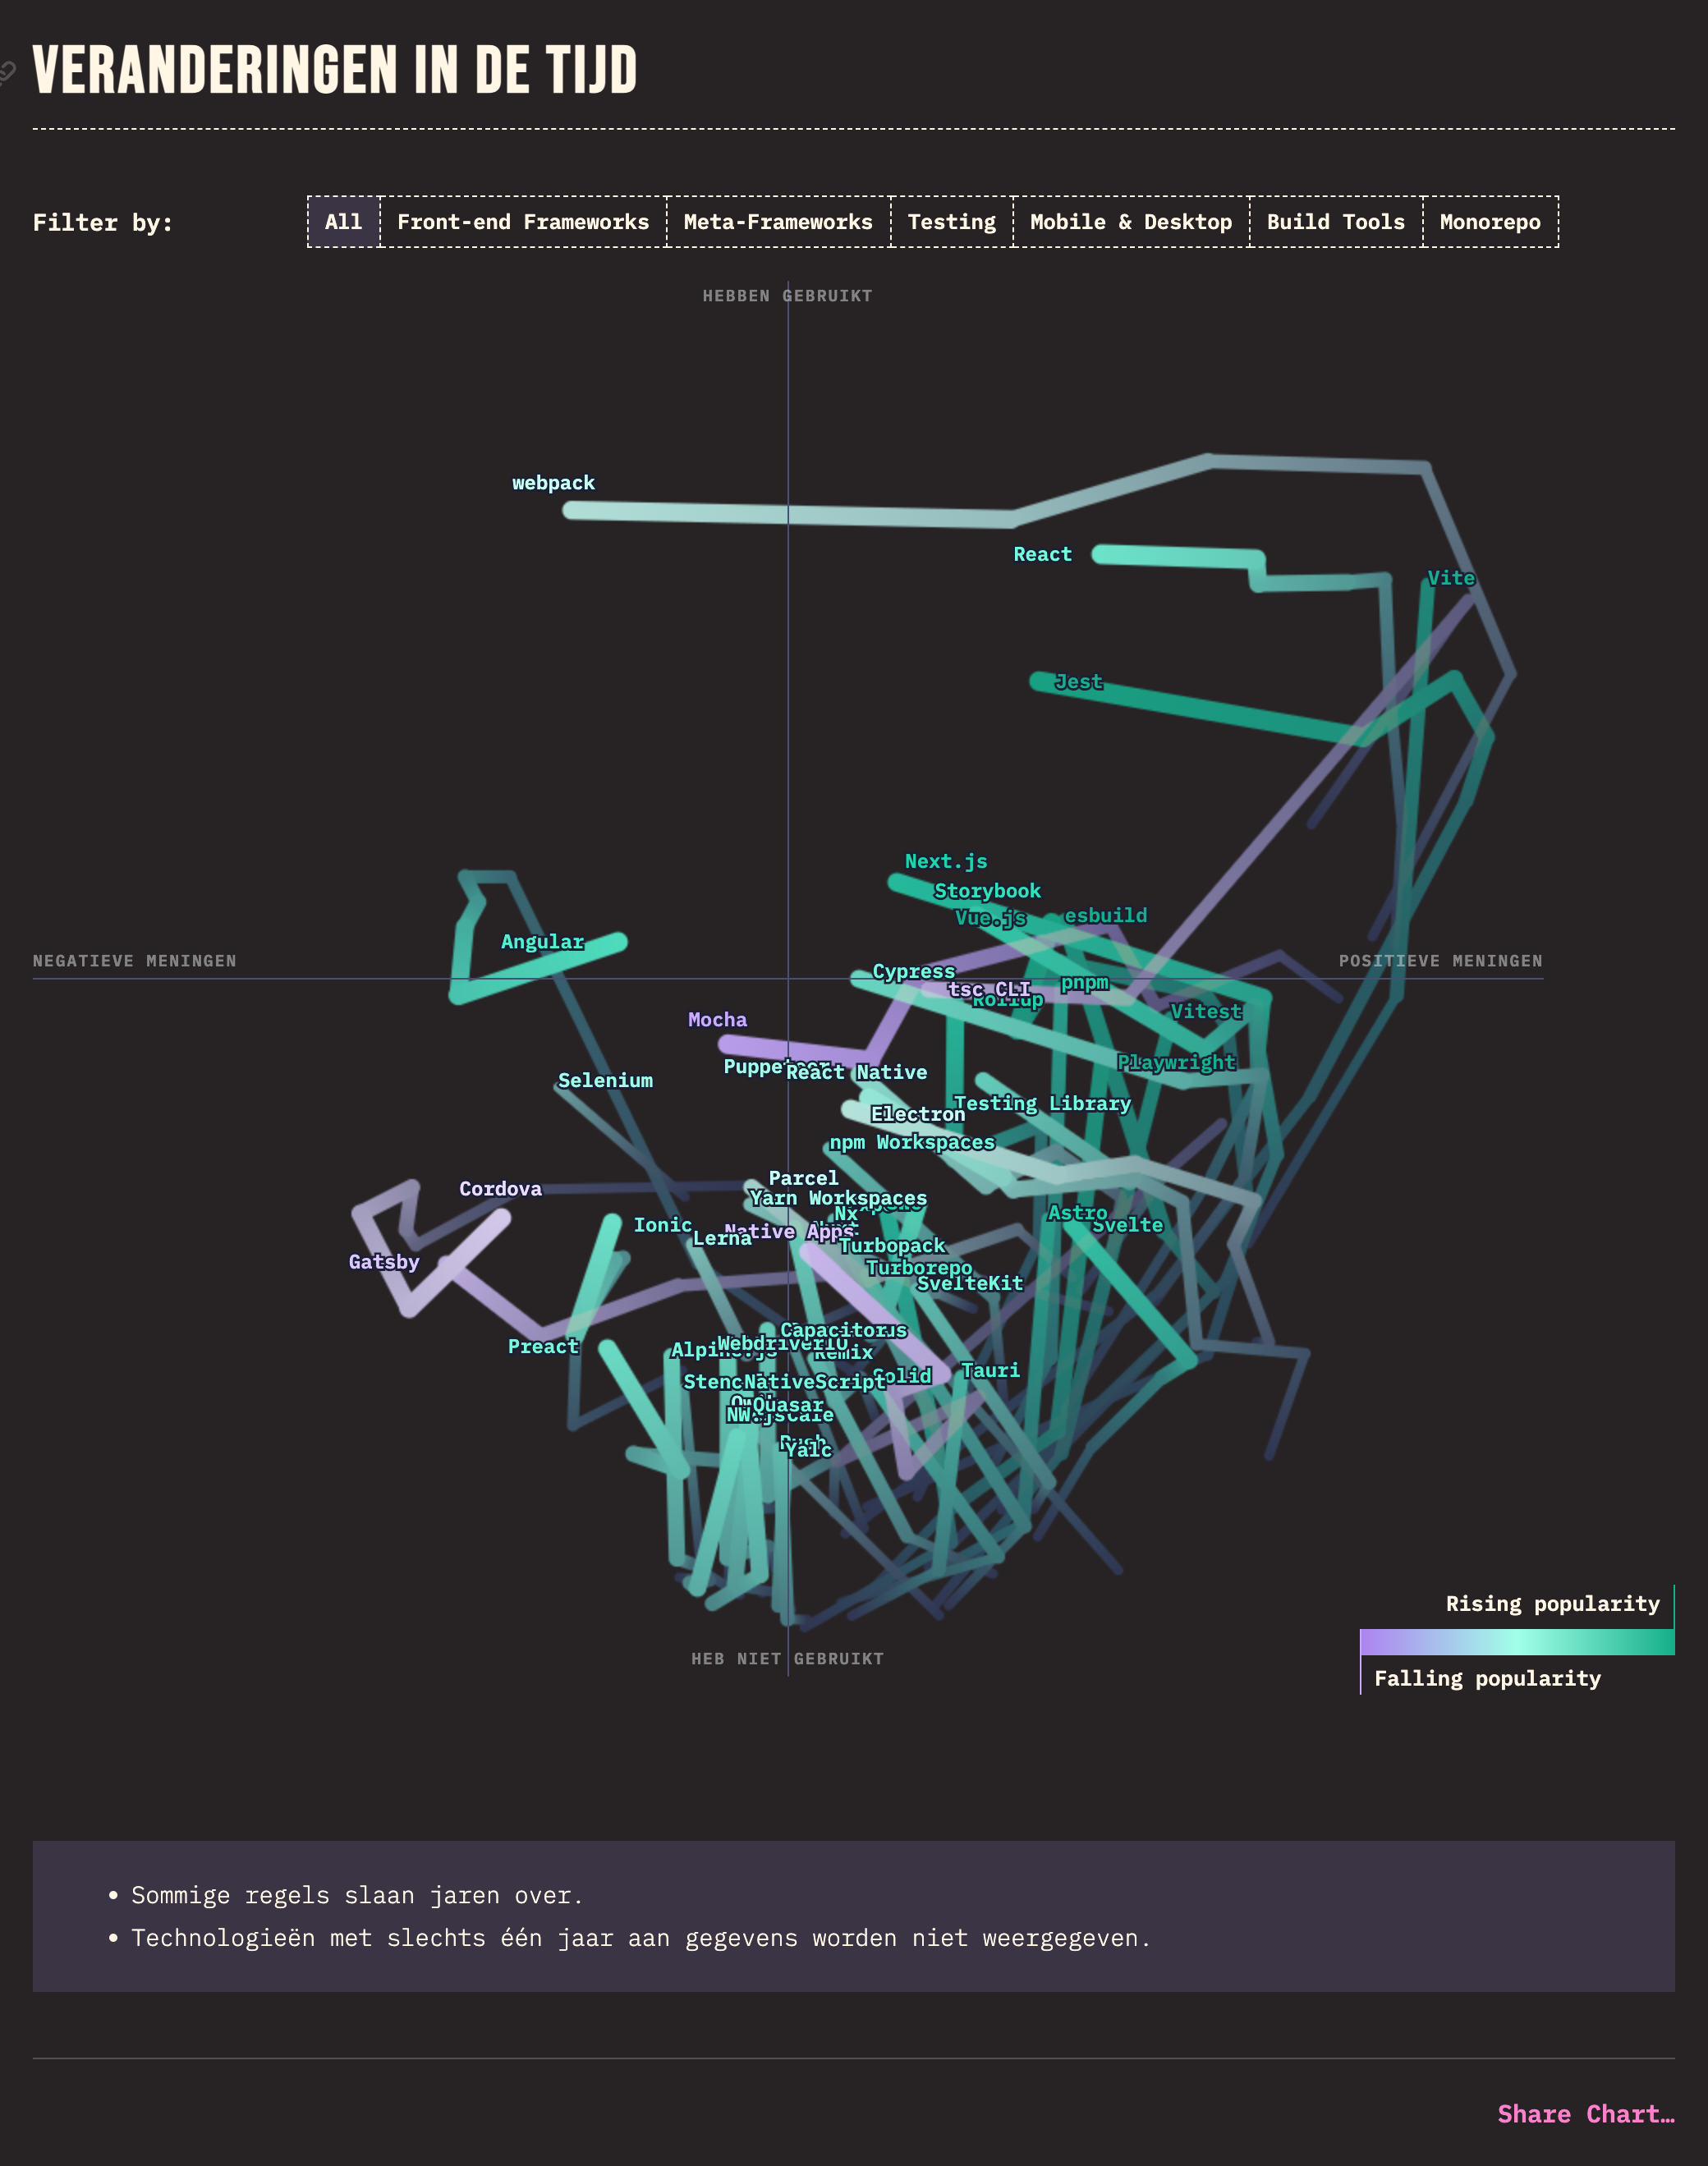 VERANDERINGEN IN DE TIJD
Filter by:
All
Front-end Frameworks
Meta-Frameworks
Testing
Mobile & Desktop
Build Tools
Monorepo
HEBBEN GEBRUIKT
webpack
React
Vite
Jest
Next.js
Storybook
Vue.js
esbuild
Angular
NEGATIEVE MENINGEN
POSITIEVE MENINGEN
Cypress
pnpm
tsc CLI
Rollup
Vitest
Mocha
Playwright
Puppeteer
React Native
Selenium
Testing Library
Electron
npm Workspaces
Parcel
Cordova
Yarn Workspaces
Nx
Astro
Svelte
Ionic
Native Apps
Lerna
Turbopack
Gatsby
Turborepo
SvelteKit
Capacitor
Webdriver
Preact
Alpine.js
Remix
Tauri
Solid
NativeScript
Quasar
NW.js
Yalc
Rising popularity
HEB NIET GEBRUIKT
Falling popularity
Sommige regels slaan jaren over.
Technologieën met slechts één jaar aan gegevens worden niet weergegeven.
Share Chart…